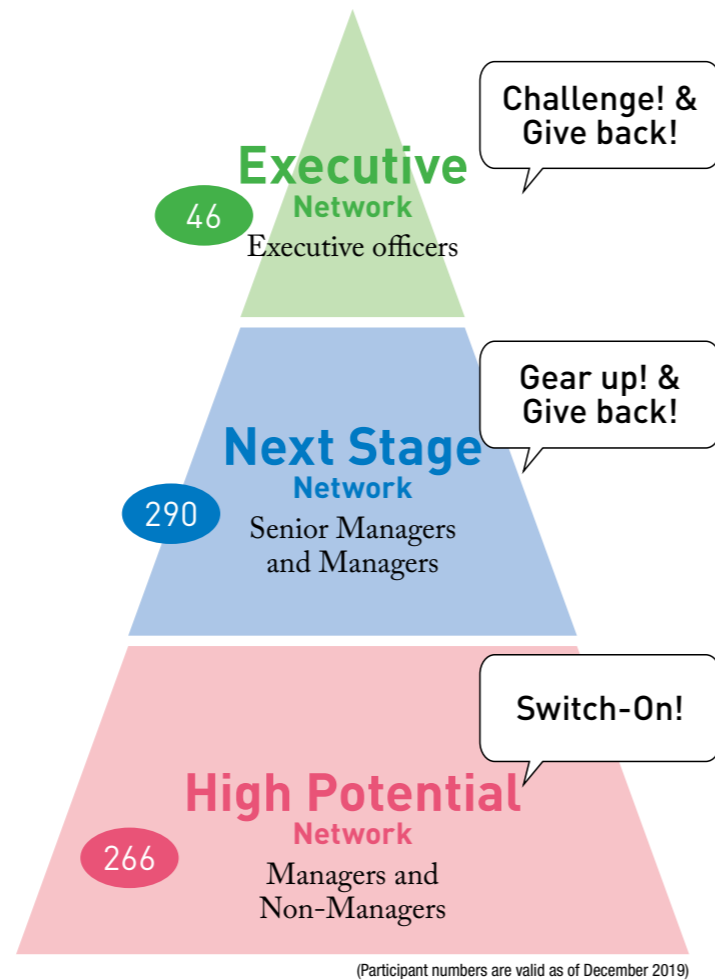 Challenge! &
Give back!
Executive
Network
46
Executive officers
Gear up! &
Give back!
Next Stage
Network
290
Senior Managers
and Managers
Switch-On!
High Potential
Network
266
Managers and
Non-Managers
(Participant numbers are valid as of December 2019)